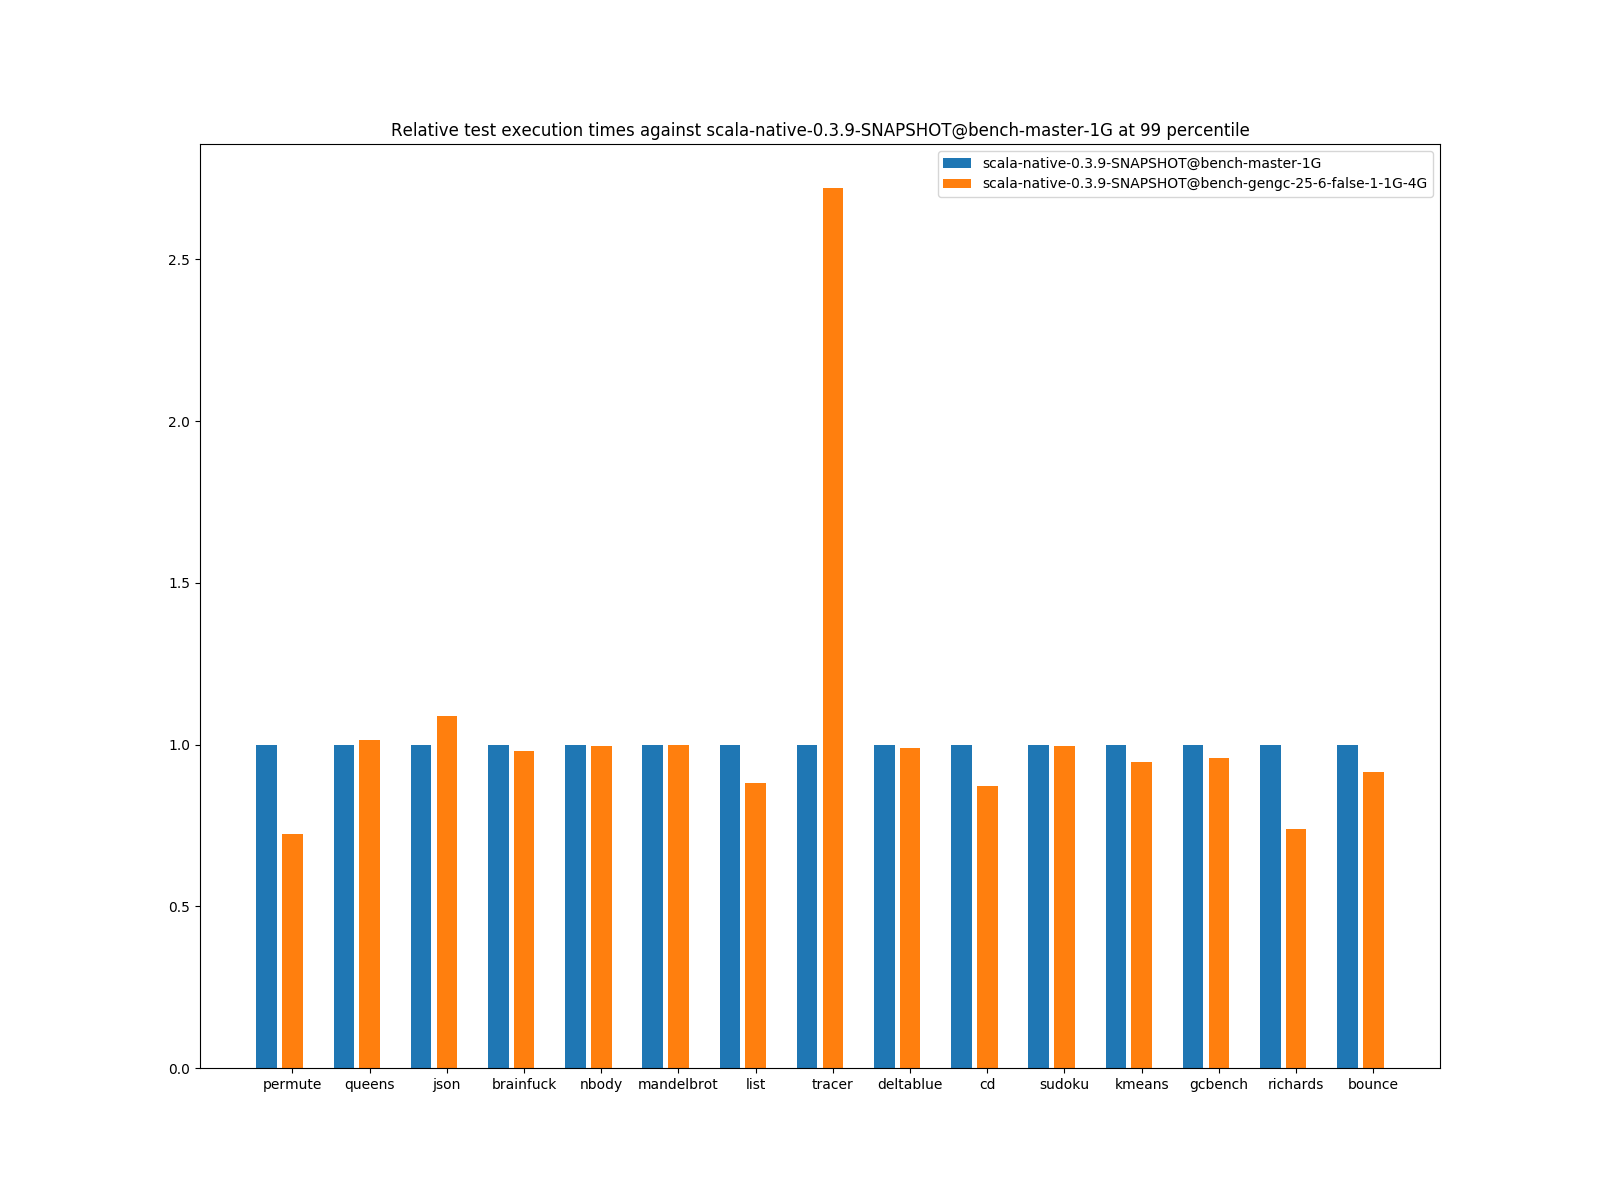 Relative test execution times against scala-native-0.3.9-SNAPSHOT@bench-master-1G at 99 percentile
scala-native-0.3.9-SNAPSHOT@bench-master-1G
scala-native-0.3.9-SNAPSHOT@bench-gengc-25-6-false-1-1G-4G
2.5
2.0
1.5
1.0
0.5
0.0
permute queens json brainfuck nbody mandelbrot list tracer deltablue cd sudoku kmeans gcbench richards bounce